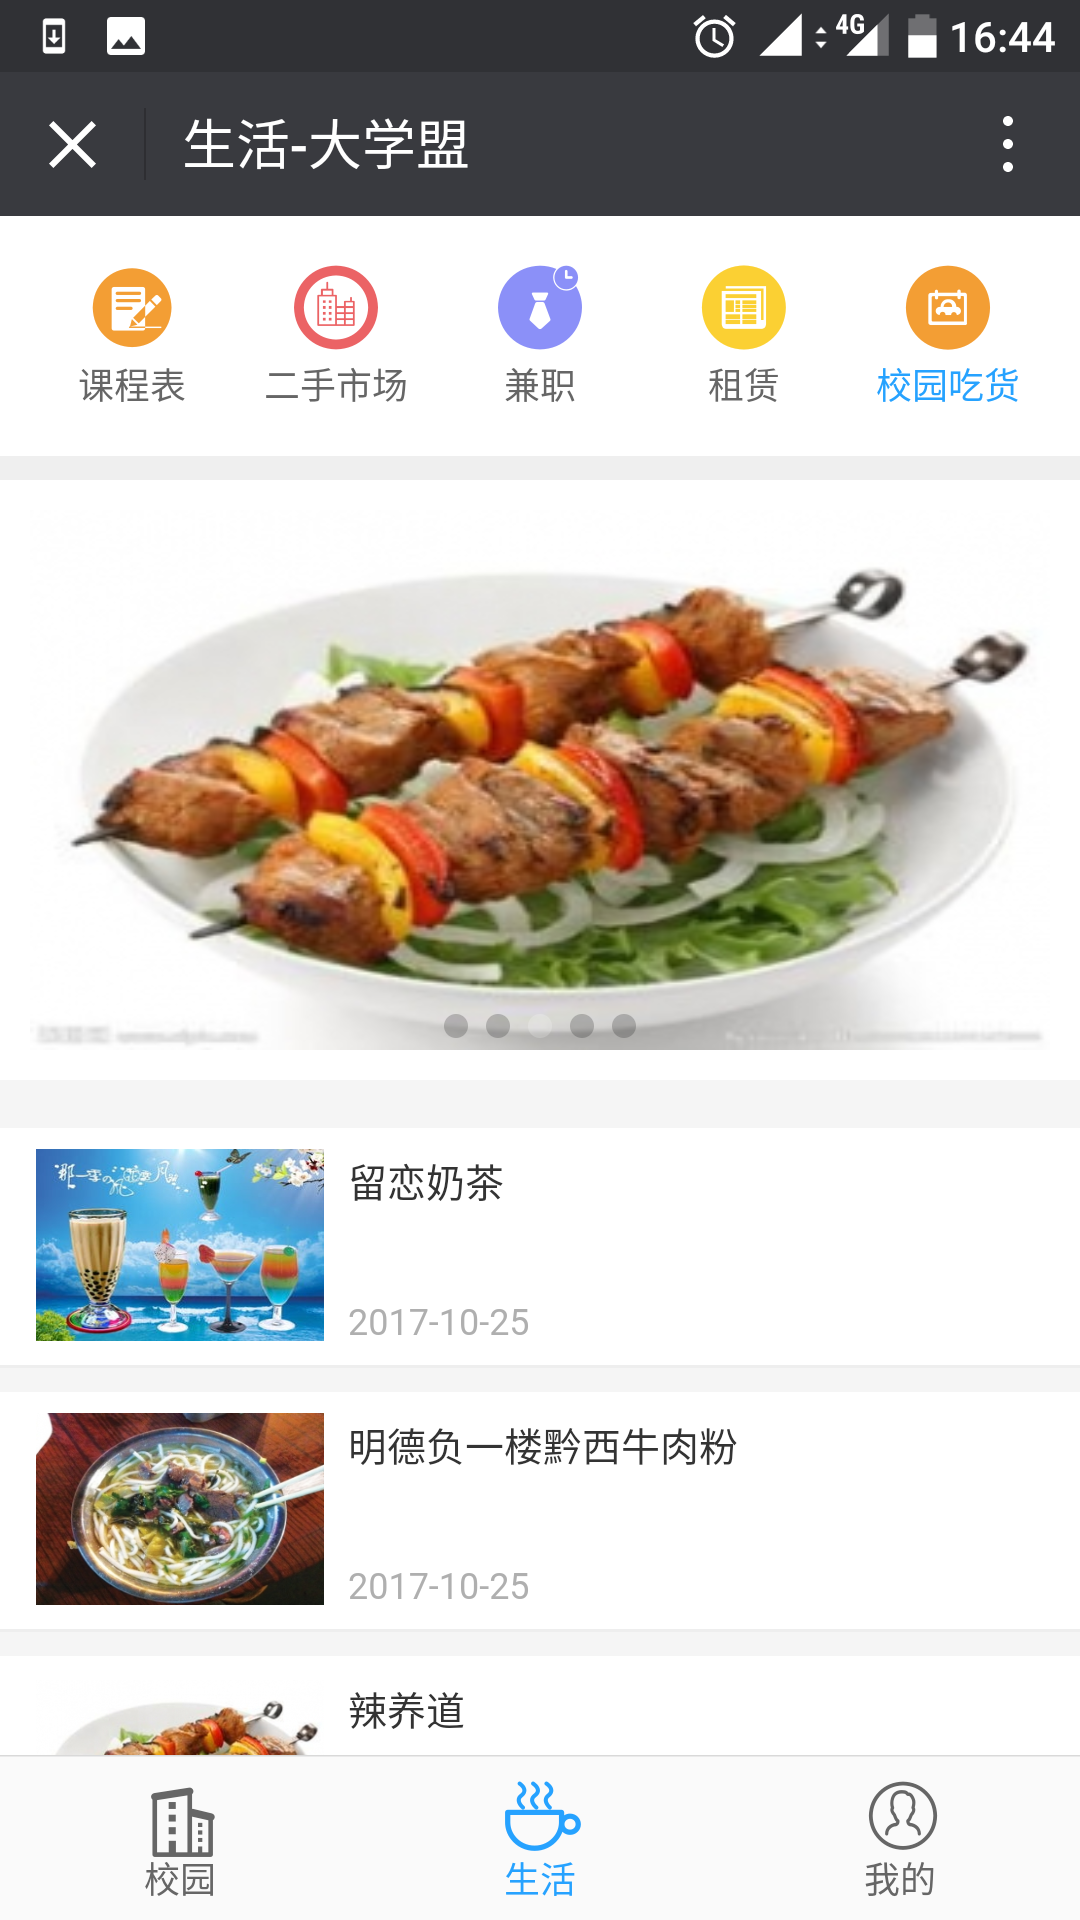 4G 16:44
生活-大学盟
课程表 二手市场 兼职 租赁 校园吃货
留恋奶茶
2017-10-25
明德负一楼黔西牛肉粉
2017-10-25
辣养道
校园 生活 我的